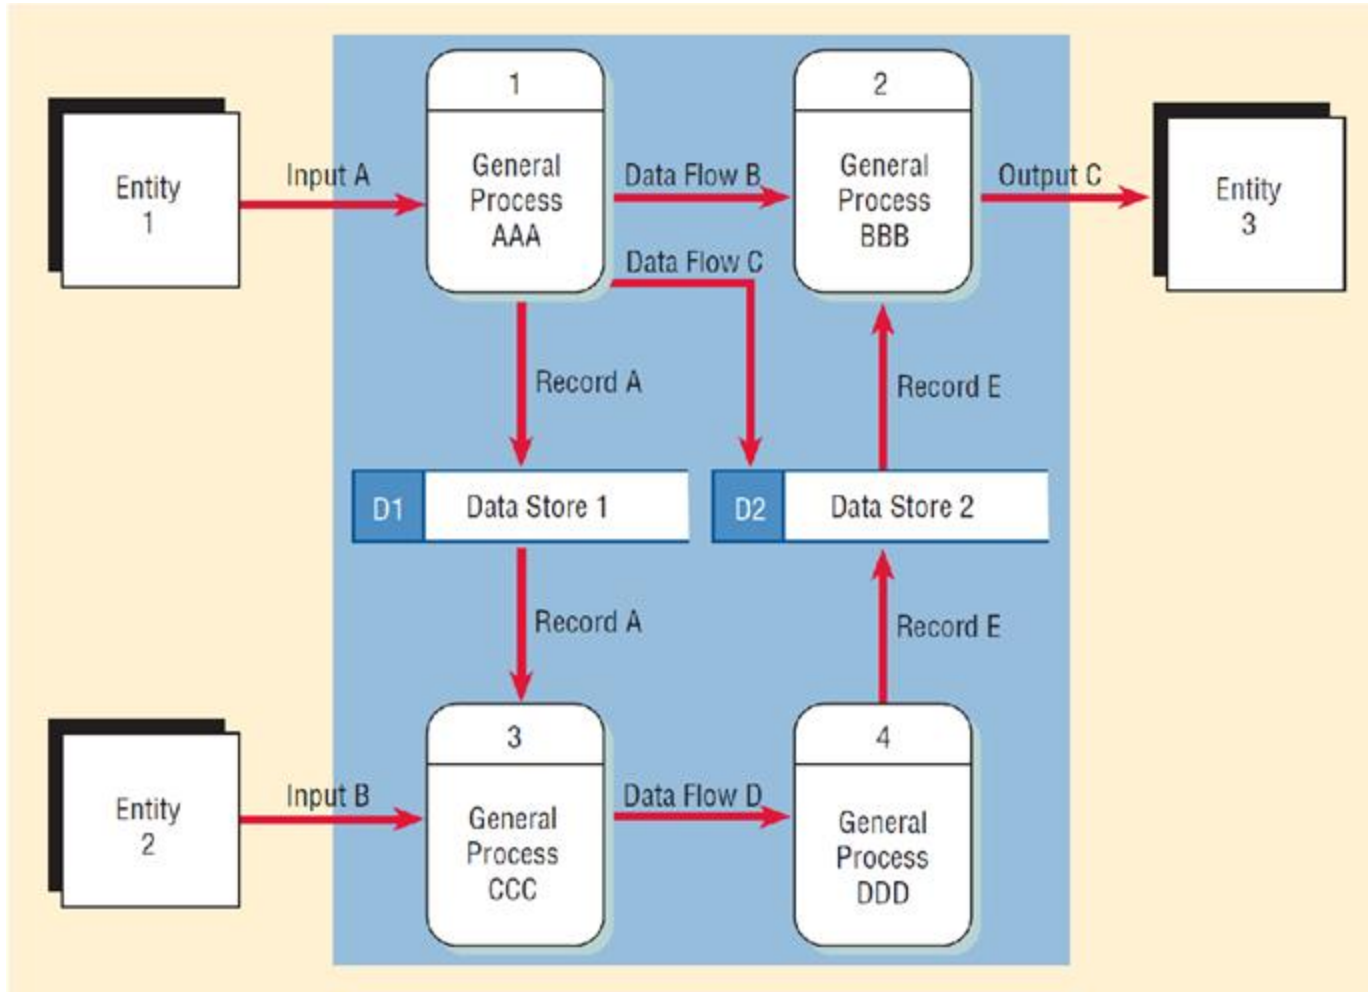 1
2
General
Process
AAA
General
Process
BBB
Entity
1
Input A
Data Flow B
Output C
Entity
3
Data Flow C
Record A
Record E
D1
Data Store 1
D2
Data Store 2
Record A
Record E
3
4
Entity
2
Input B
General
Process
CCC
Data Flow D
General
Process
DDD